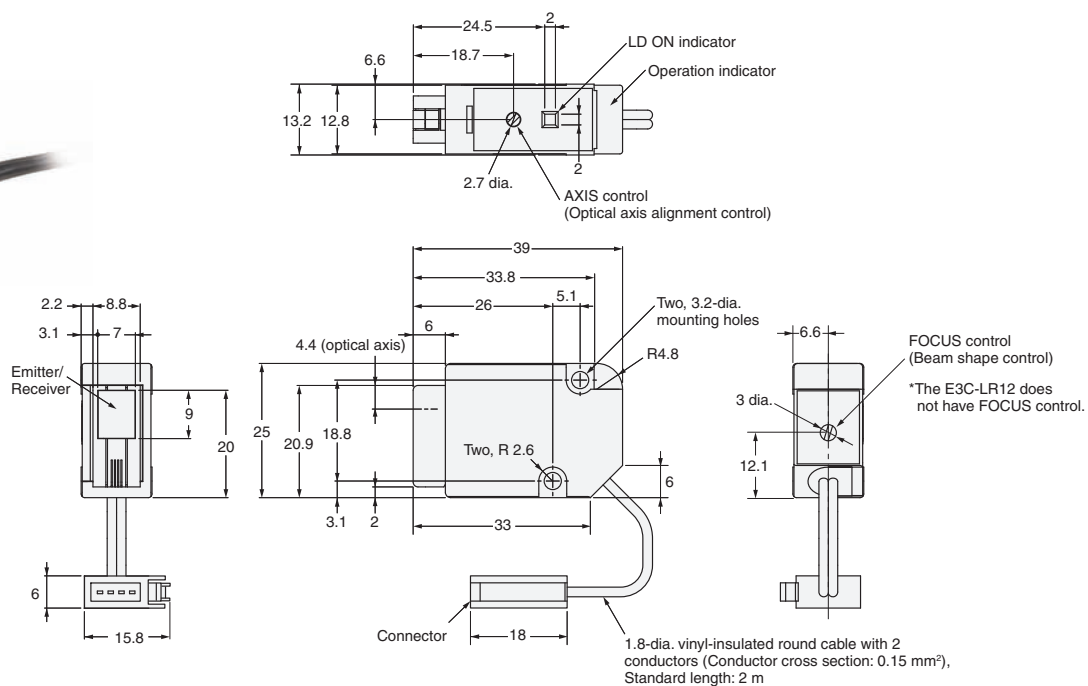 24.5
2
LD ON indicator
18.7
Operation indicator
6.6
13.2
12.8
2
2.7 dia.
AXIS control
(Optical axis alignment control)
39
33.8
2.2
8.8
26
5.1
Two, 3.2-dia.
mounting holes
3.1
7
6
6.6
FOCUS control
(Beam shape control)
4.4 (optical axis)
R4.8
Emitter/
Receiver
*The E3C-LR12 does
not have FOCUS control.
3 dia.
9
20
25
20.9
18.8
Two, R 2.6
12.1
6
3.1
2
33
6
15.8
Connector
18
1.8-dia. vinyl-insulated round cable with 2
conductors (Conductor cross section: 0.15 mm²),
Standard length: 2 m